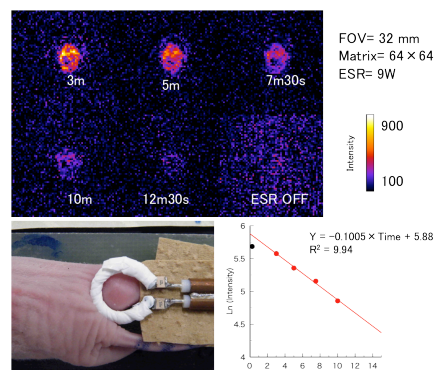 3m
5m
7m30s
10m
12m30s
ESR OFF
FOV= 32 mm
Matrix= 64×64
ESR= 9W
Intensity
900
100
Y = -0.1005×Time + 5.88
R² = 9.94
Ln (Intensity)
6
5.5
5
4.5
4
0 2 4 6 8 10 12 14